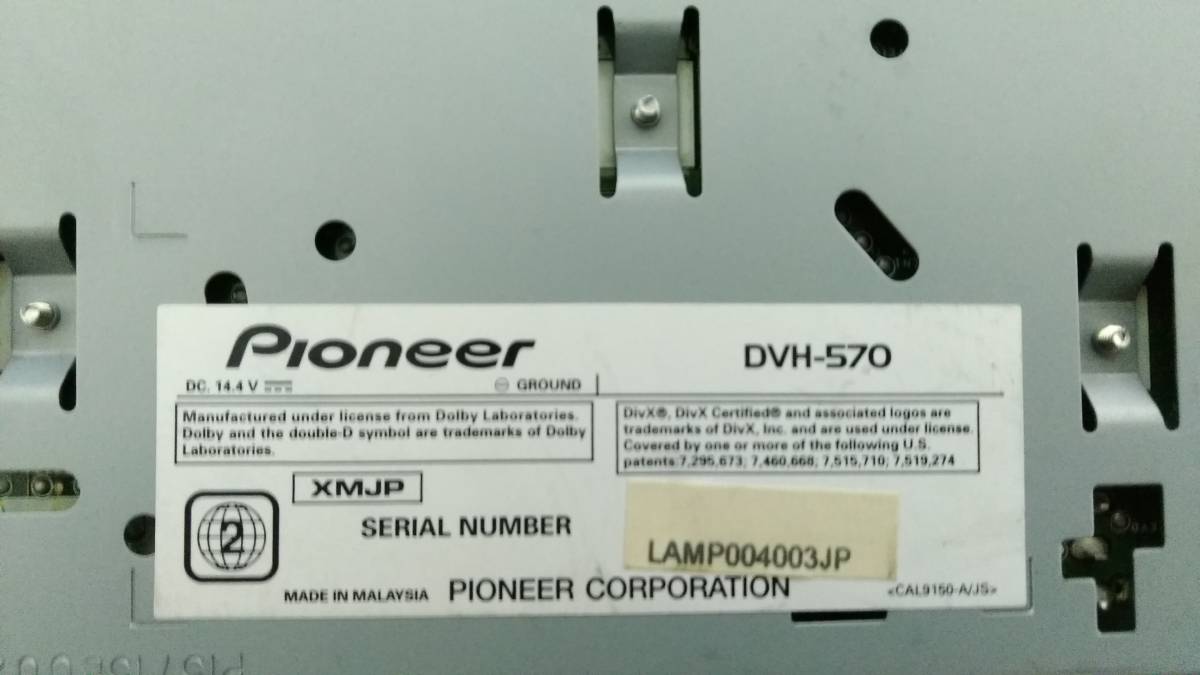 Pioneer
DVH-570
DC. 14.4 V
GROUND
Manufactured under license from Dolby Laboratories.
Dolby and the double-D symbol are trademarks of Dolby
Laboratories.
DivX®, DivX Certified® and associated logos are
trademarks of DivX, Inc. and are used under license.
Covered by one or more of the following U.S.
patents:7,295,673; 7,460,668; 7,515,710; 7,519,274
XMJP
2
SERIAL NUMBER
LAMP004003JP
MADE IN MALAYSIA
PIONEER CORPORATION
<CAL9150-A/JS>